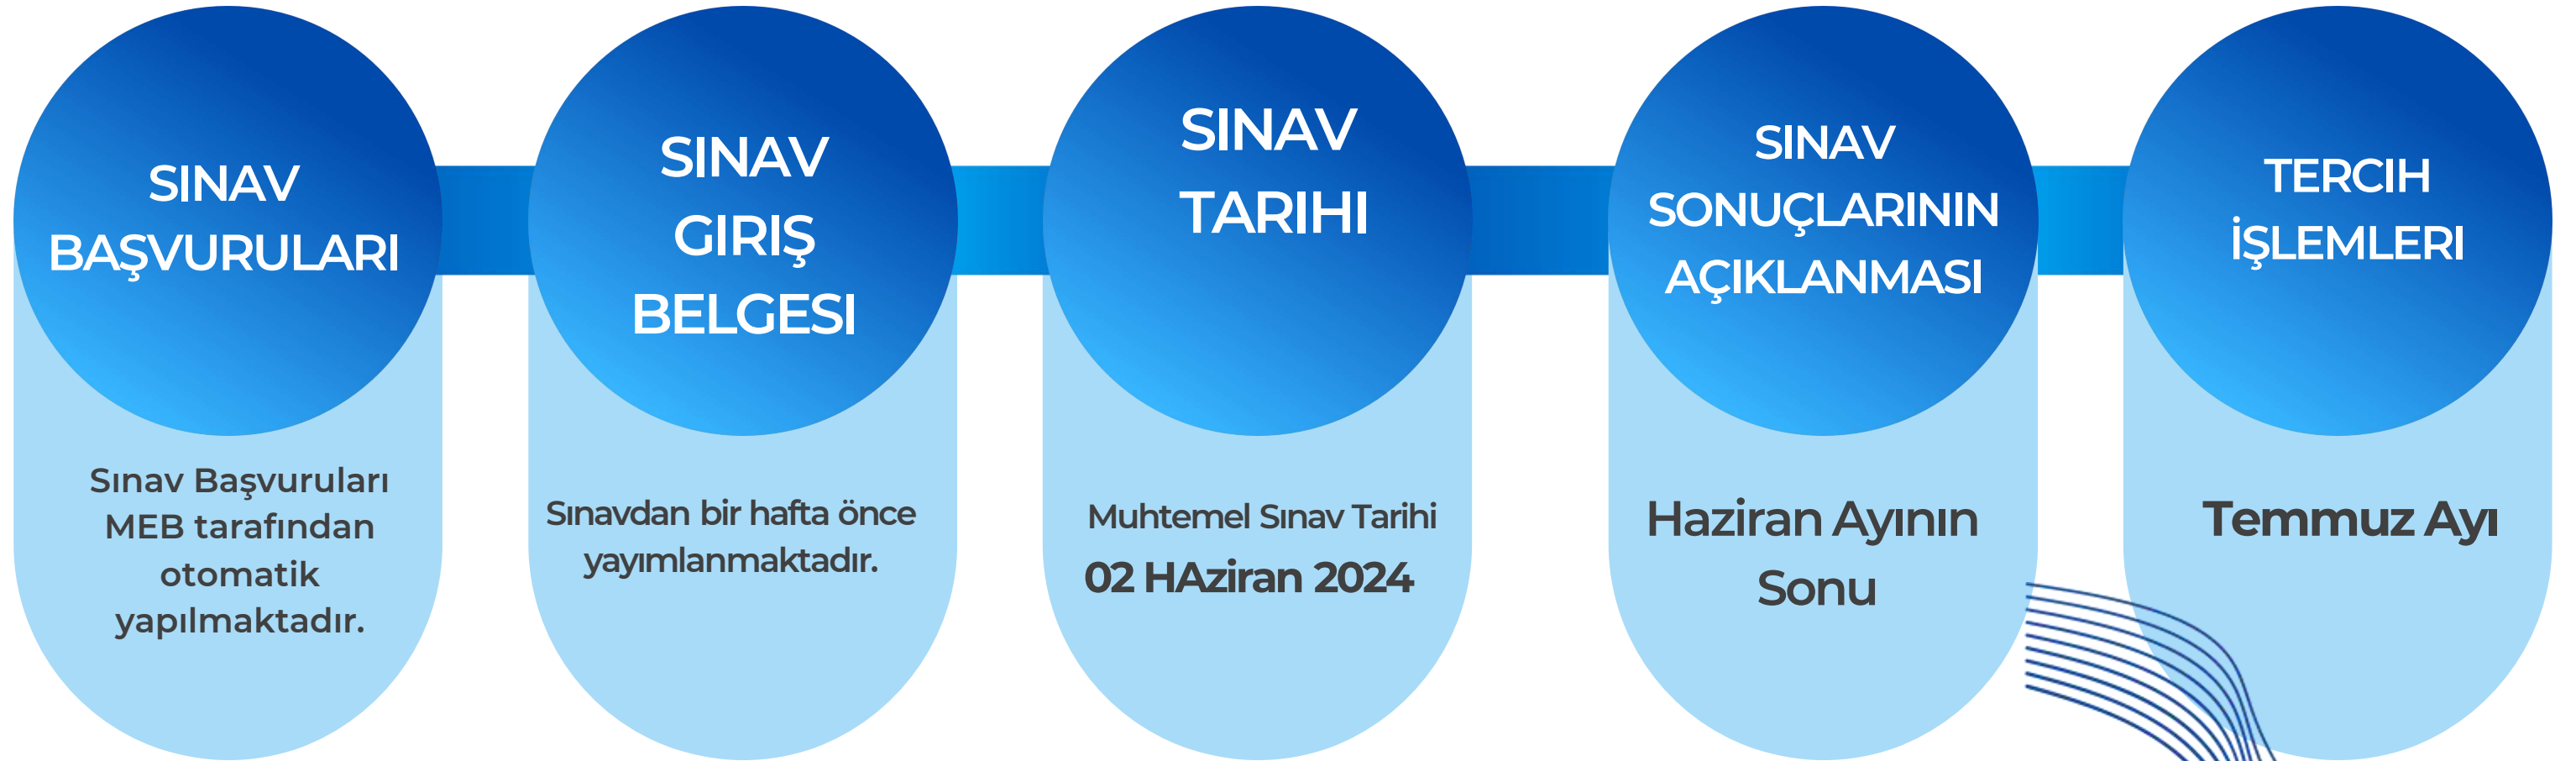 SINAV
BAŞVURULARI
Sınav Başvuruları
MEB tarafından
otomatik
yapılmaktadır.
SINAV
GIRIŞ
BELGESI
Sınavdan bir hafta önce
yayımlanmaktadır.
SINAV
TARIHI
Muhtemel Sınav Tarihi
02 HAziran 2024
SINAV
SONUÇLARININ
AÇIKLANMASI
Haziran Ayının
Sonu
TERCIH
İŞLEMLERI
Temmuz Ayı